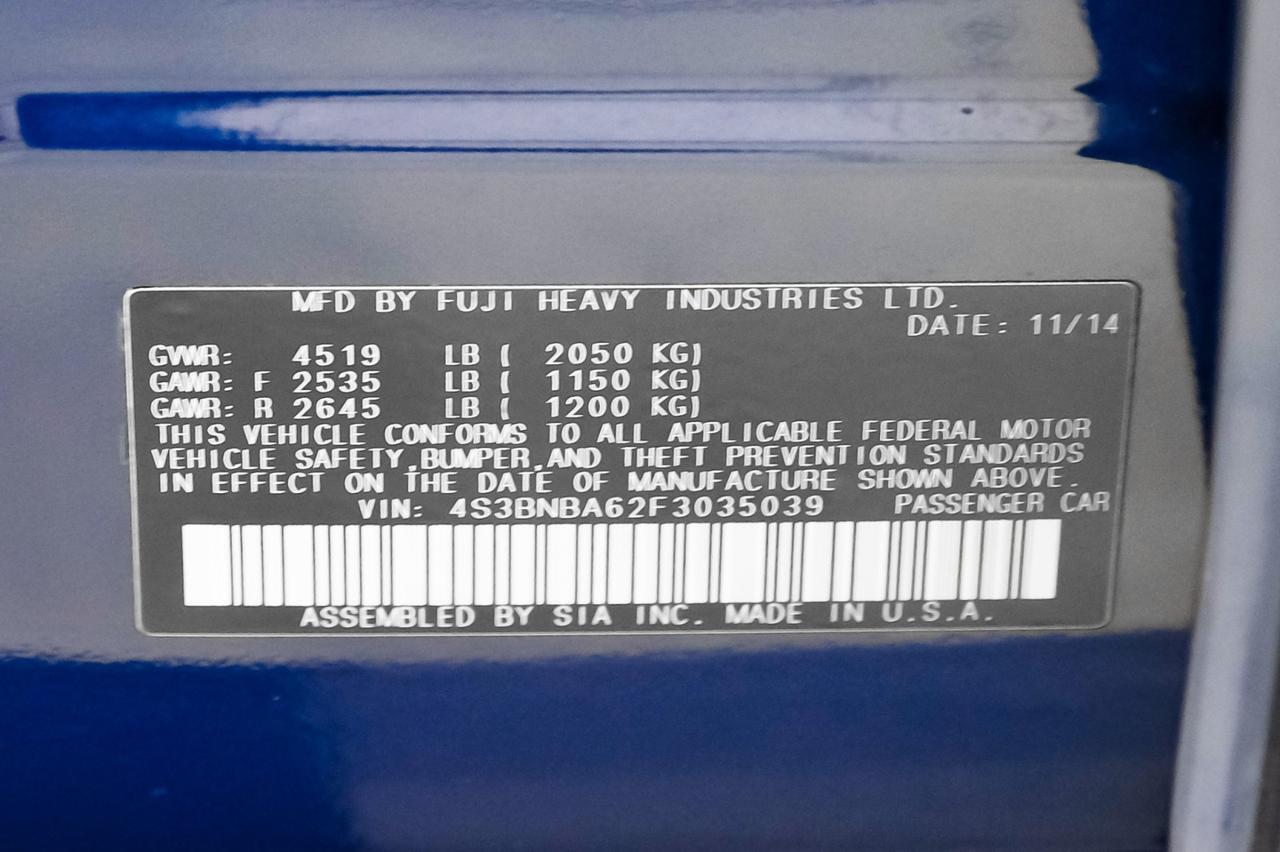 MFD BY FUJI HEAVY INDUSTRIES LTD.
DATE: 11/14
GVWR: 4519 LB ( 2050 KG)
GAWR: F 2535 LB ( 1150 KG)
GAWR: R 2645 LB ( 1200 KG)
THIS VEHICLE CONFORMS TO ALL APPLICABLE FEDERAL MOTOR
VEHICLE SAFETY,BUMPER,AND THEFT PREVENTION STANDARDS
IN EFFECT ON THE DATE OF MANUFACTURE SHOWN ABOVE.
VIN: 4S3BNBA62F3035039 PASSENGER CAR
ASSEMBLED BY SIA INC. MADE IN U.S.A.